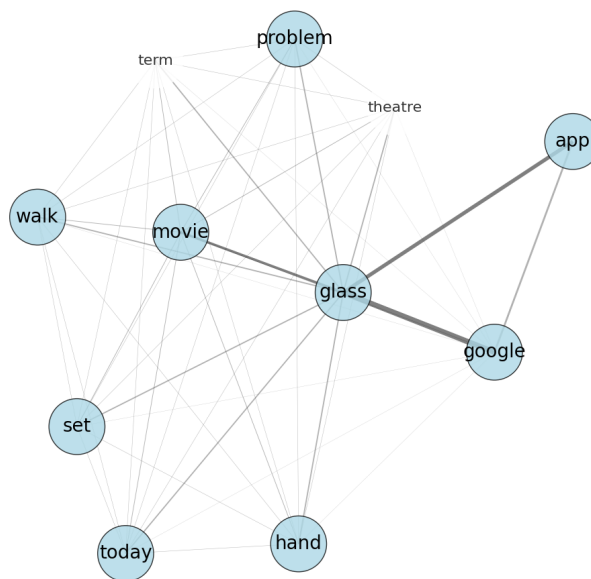 problem
term
theatre
app
walk
movie
glass
google
set
today
hand